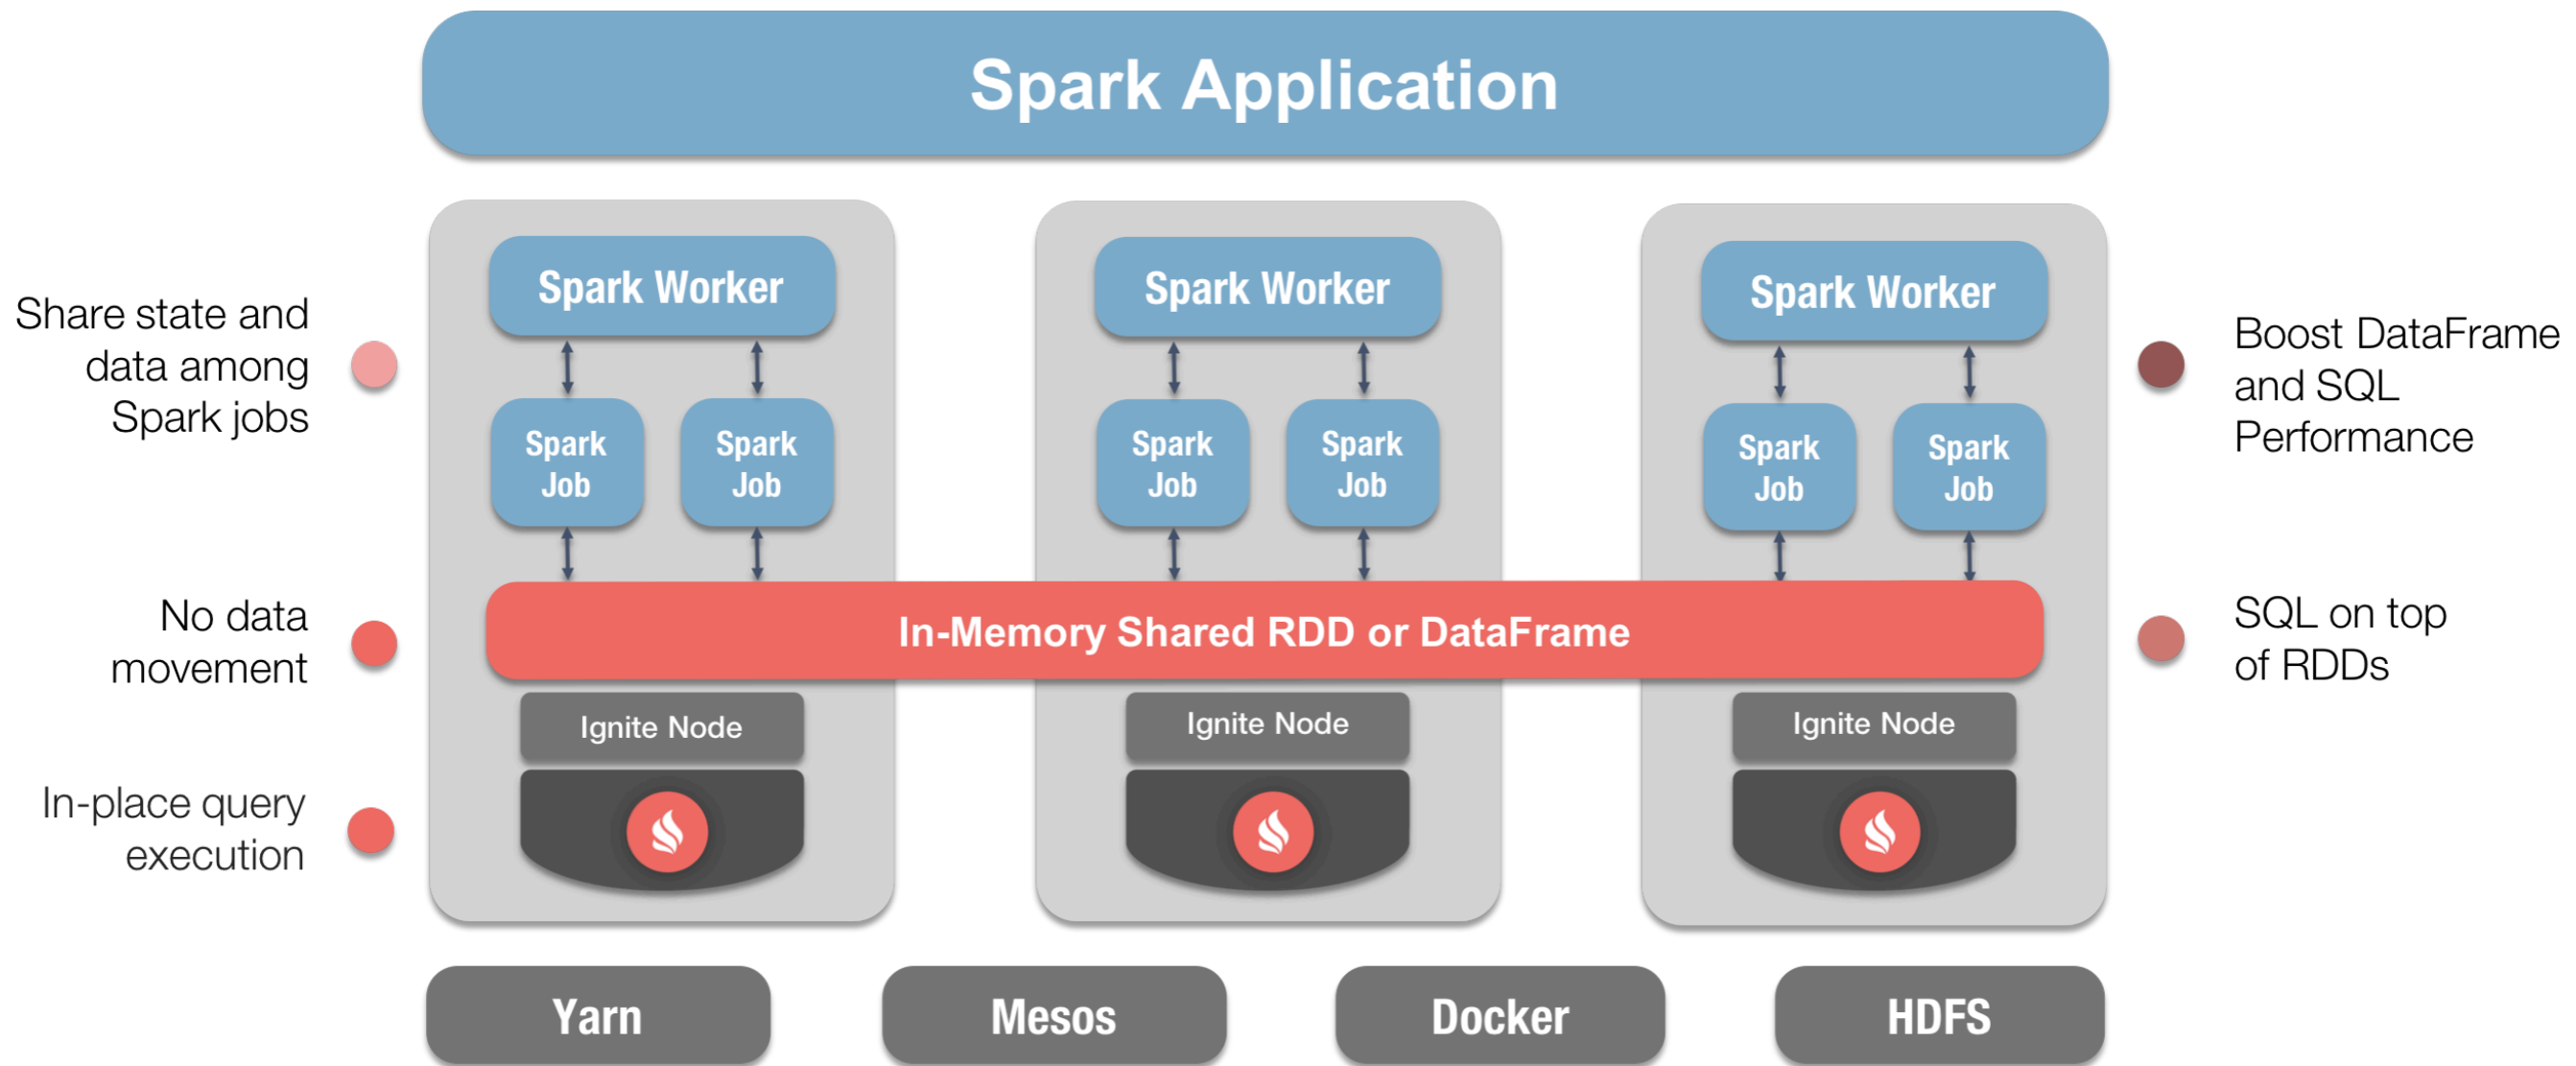 Spark Application
Share state and
data among
Spark jobs
No data
movement
In-place query
execution
Spark Worker
Spark
Job
Spark
Job
Spark Worker
Spark
Job
Spark
Job
Spark Worker
Spark
Job
Spark
Job
In-Memory Shared RDD or DataFrame
Ignite Node
Ignite Node
Ignite Node
Boost DataFrame
and SQL
Performance
SQL on top
of RDDs
Yarn
Mesos
Docker
HDFS